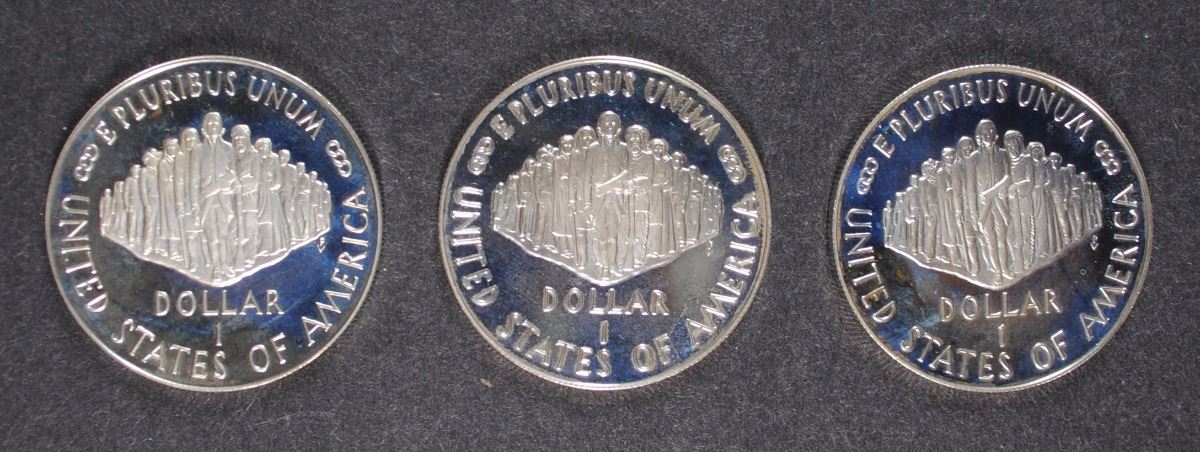 E PLURIBUS UNUM
DOLLAR
1
UNITED STATES OF AMERICA
E PLURIBUS UNUM
DOLLAR
1
UNITED STATES OF AMERICA
E PLURIBUS UNUM
DOLLAR
1
UNITED STATES OF AMERICA